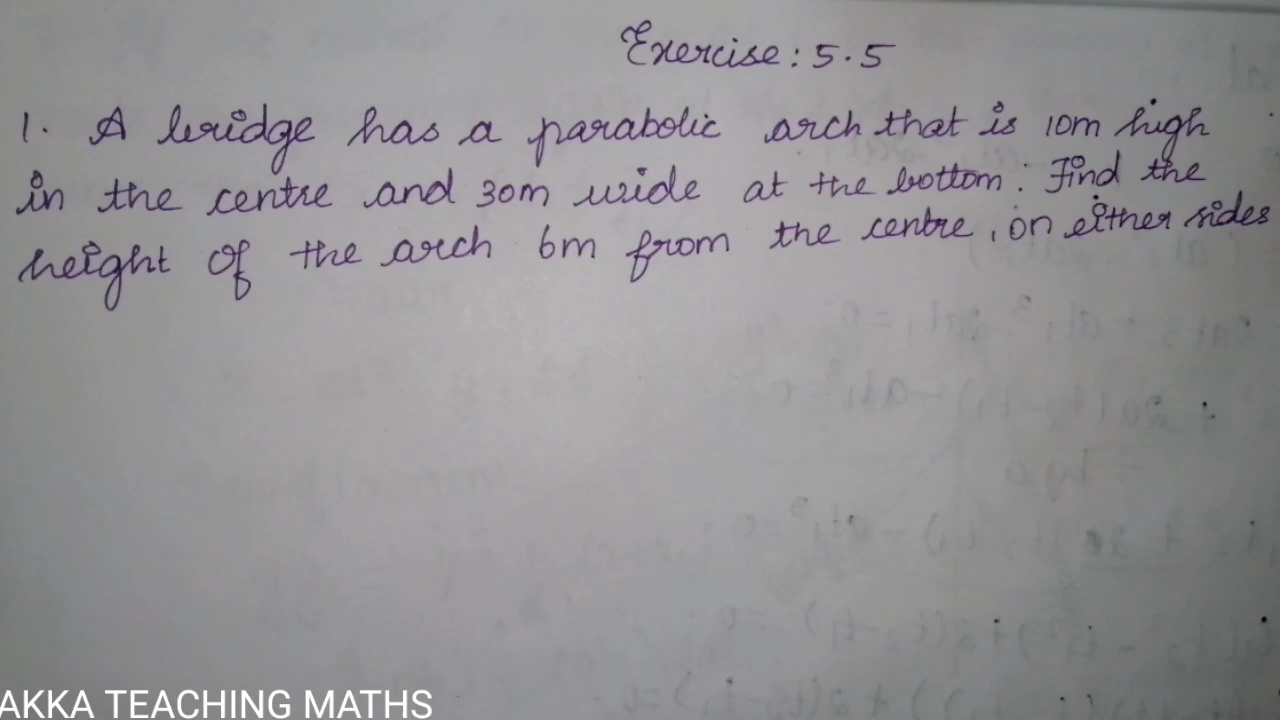 Exercise: 5.5
1. A bridge has a parabolic arch that is 10m high
in the centre and 30m wide at the bottom. Find the
height of the arch 6m from the centre, on either sides
AKKA TEACHING MATHS